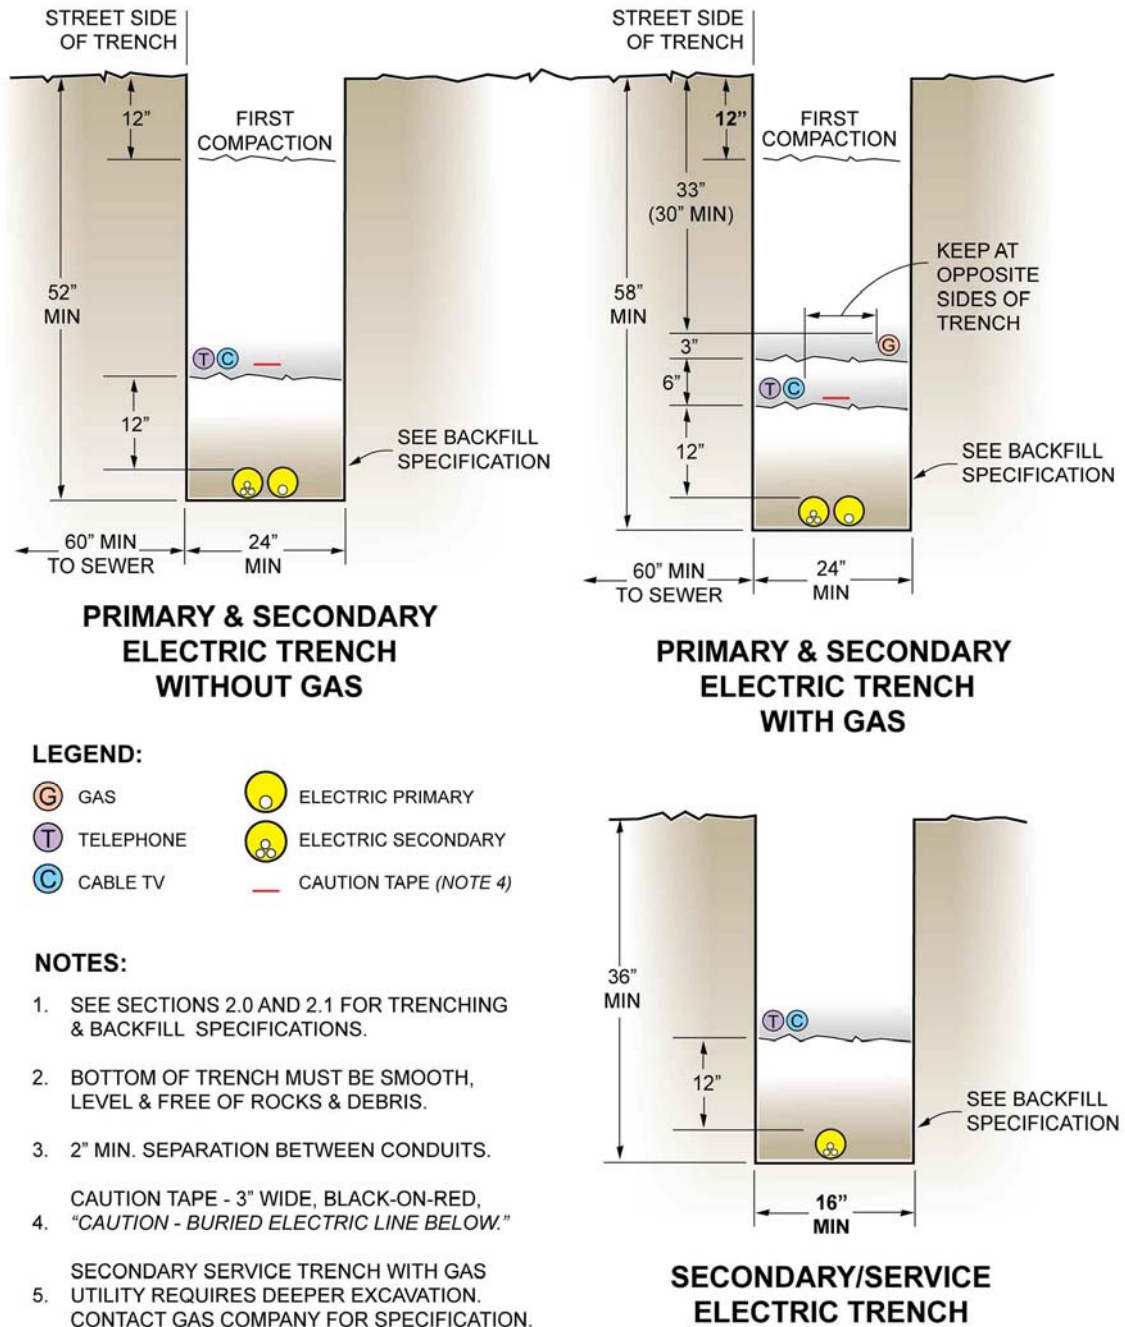 STREET SIDE
OF TRENCH
12"
FIRST
COMPACTION
52"
MIN
T C
12"
SEE BACKFILL
SPECIFICATION
60" MIN
TO SEWER
24"
MIN
PRIMARY & SECONDARY
ELECTRIC TRENCH
WITHOUT GAS
STREET SIDE
OF TRENCH
12"
FIRST
COMPACTION
33"
(30" MIN)
58"
MIN
KEEP AT
OPPOSITE
SIDES OF
TRENCH
3"
G
6"
T C
12"
SEE BACKFILL
SPECIFICATION
60" MIN
TO SEWER
24"
MIN
PRIMARY & SECONDARY
ELECTRIC TRENCH
WITH GAS
LEGEND:
G GAS
T TELEPHONE
C CABLE TV
ELECTRIC PRIMARY
ELECTRIC SECONDARY
CAUTION TAPE (NOTE 4)
NOTES:
1. SEE SECTIONS 2.0 AND 2.1 FOR TRENCHING
& BACKFILL SPECIFICATIONS.
2. BOTTOM OF TRENCH MUST BE SMOOTH,
LEVEL & FREE OF ROCKS & DEBRIS.
3. 2" MIN. SEPARATION BETWEEN CONDUITS.
CAUTION TAPE - 3" WIDE, BLACK-ON-RED,
4. "CAUTION - BURIED ELECTRIC LINE BELOW."
SECONDARY SERVICE TRENCH WITH GAS
5. UTILITY REQUIRES DEEPER EXCAVATION.
CONTACT GAS COMPANY FOR SPECIFICATION.
36"
MIN
T C
12"
SEE BACKFILL
SPECIFICATION
16"
MIN
SECONDARY/SERVICE
ELECTRIC TRENCH